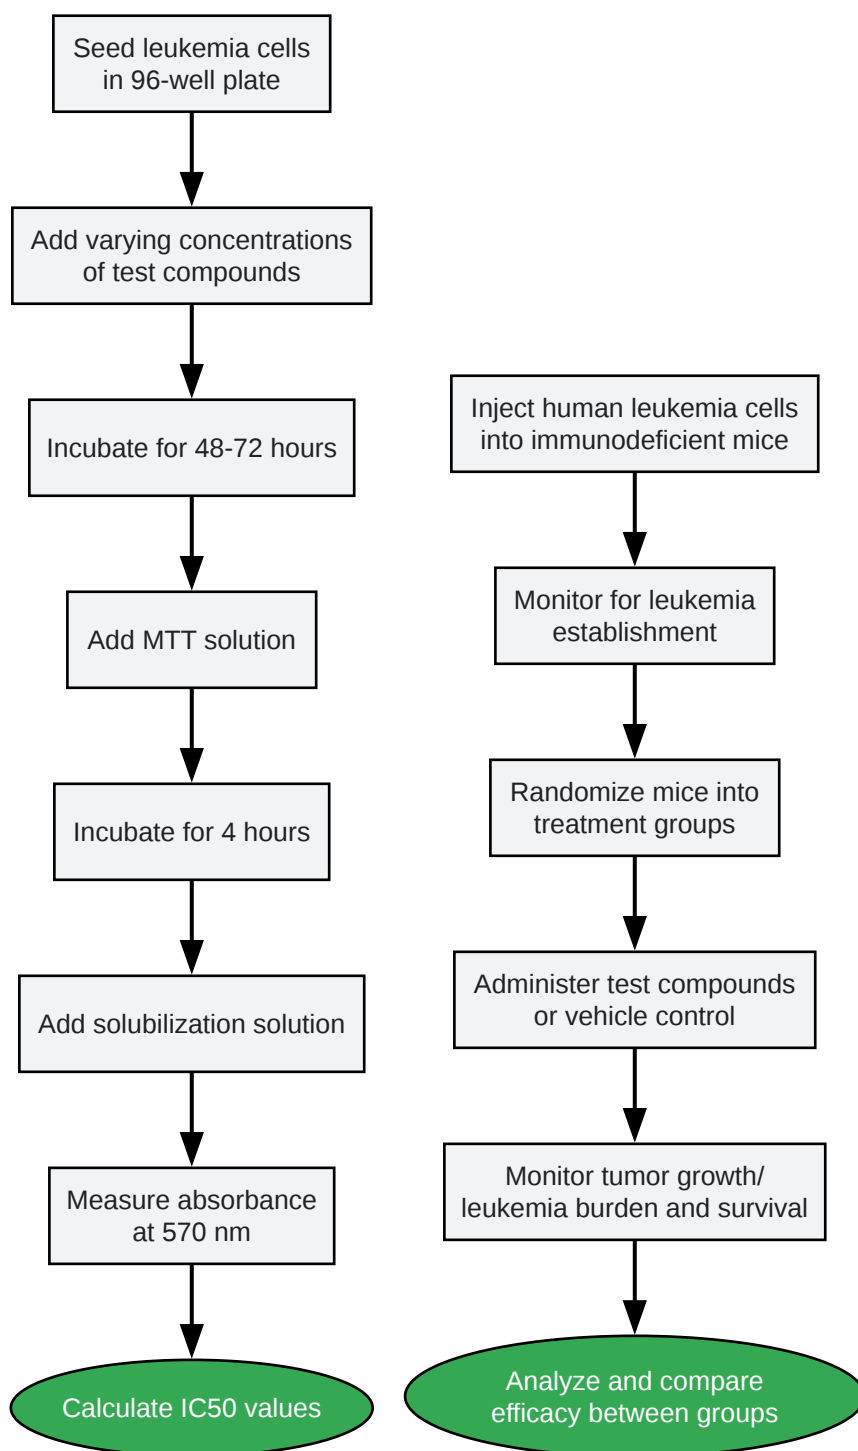 Seed leukemia cells
in 96-well plate
Add varying concentrations
of test compounds
Incubate for 48-72 hours
Add MTT solution
Incubate for 4 hours
Add solubilization solution
Measure absorbance
at 570 nm
Calculate IC50 values
Inject human leukemia cells
into immunodeficient mice
Monitor for leukemia
establishment
Randomize mice into
treatment groups
Administer test compounds
or vehicle control
Monitor tumor growth/
leukemia burden and survival
Analyze and compare
efficacy between groups